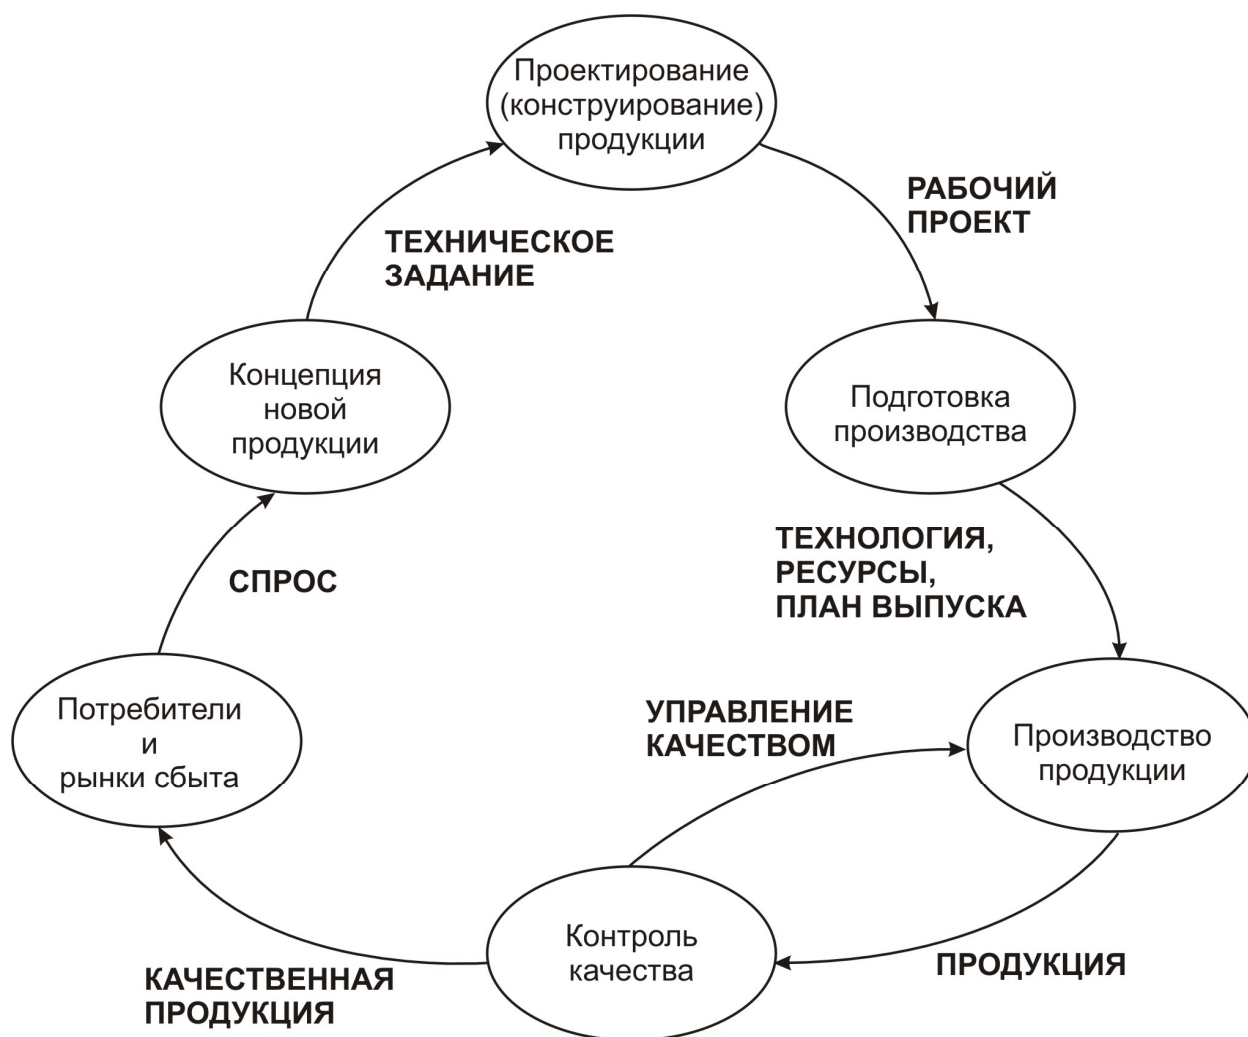 Проектирование
(конструирование)
продукции
РАБОЧИЙ
ПРОЕКТ
ТЕХНИЧЕСКОЕ
ЗАДАНИЕ
Концепция
новой
продукции
Подготовка
производства
ТЕХНОЛОГИЯ,
РЕСУРСЫ,
ПЛАН ВЫПУСКА
СПРОС
Потребители
и
рынки сбыта
УПРАВЛЕНИЕ
КАЧЕСТВОМ
Производство
продукции
Контроль
качества
ПРОДУКЦИЯ
КАЧЕСТВЕННАЯ
ПРОДУКЦИЯ